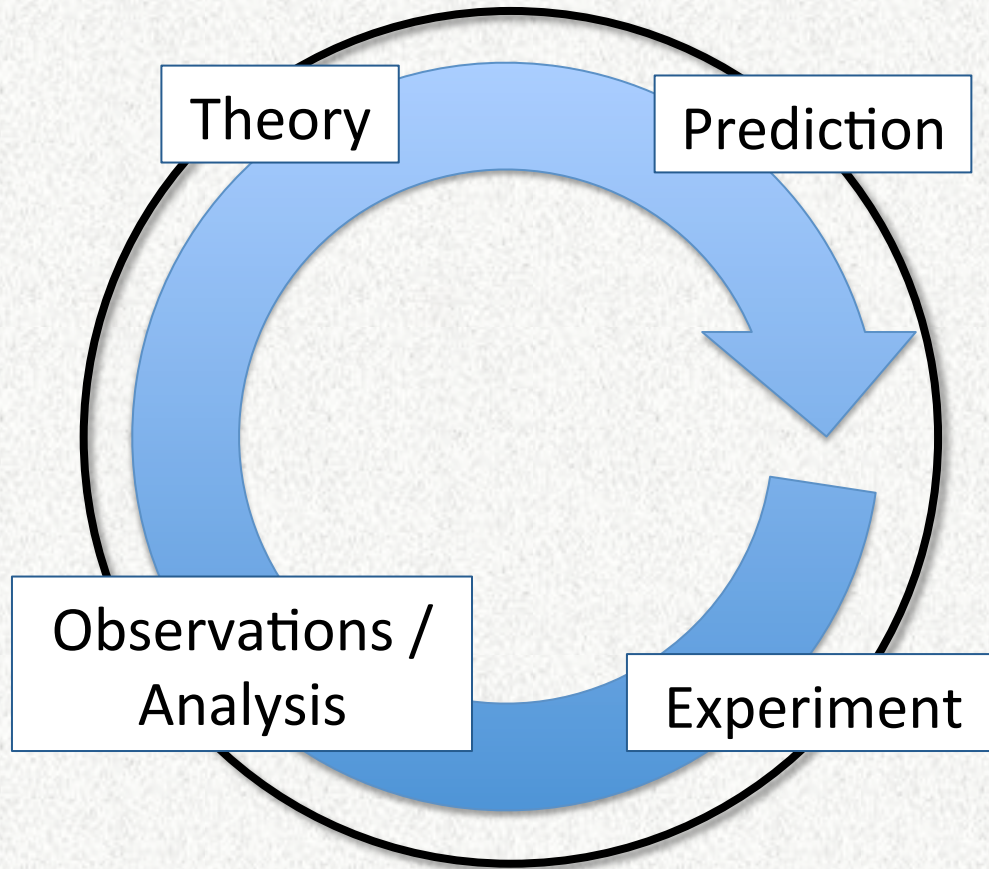 Theory
Prediction
Observations /
Analysis
Experiment